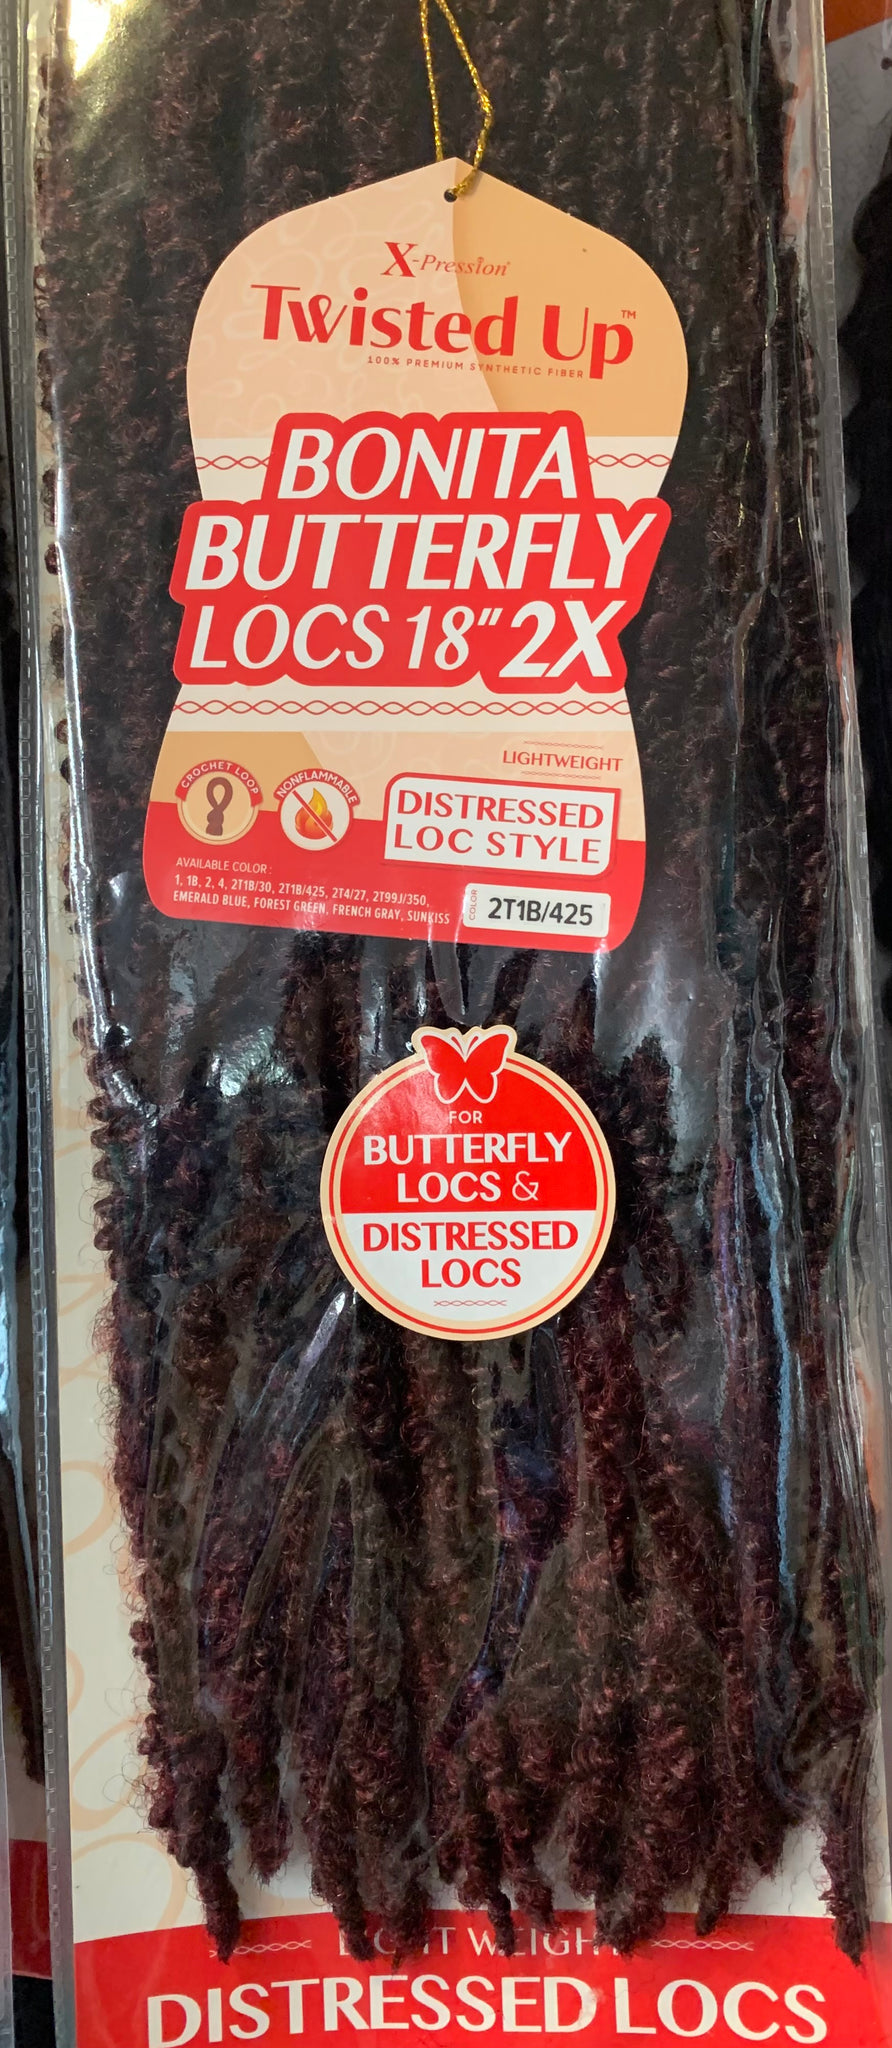 X-Pression®
Twisted Up™
100% PREMIUM SYNTHETIC FIBER
BONITA
BUTTERFLY
LOCS 18" 2X
LIGHTWEIGHT
CROCHET LOOP
NONFLAMMABLE
DISTRESSED
LOC STYLE
AVAILABLE COLOR :
1, 1B, 2, 4, 2T1B/30, 2T1B/425, 2T4/27, 2T99J/350,
EMERALD BLUE, FOREST GREEN, FRENCH GRAY, SUNKISS
COLOR
2T1B/425
FOR
BUTTERFLY
LOCS &
DISTRESSED
LOCS
LIGHT WEIGHT
DISTRESSED LOCS